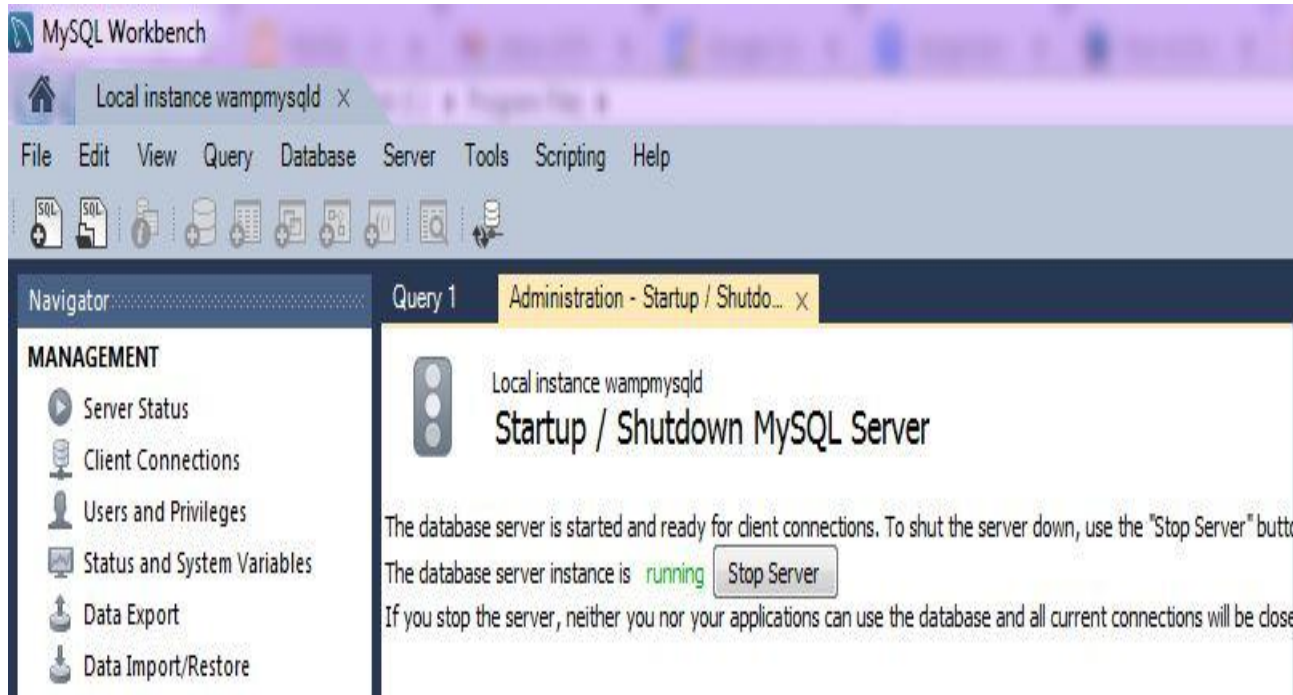 MySQL Workbench
Local instance wampmysqld ×
File Edit View Query Database Server Tools Scripting Help
SQL SQL
Navigator
Query 1 Administration - Startup / Shutdo... ×
MANAGEMENT
Server Status
Client Connections
Users and Privileges
Status and System Variables
Data Export
Data Import/Restore
Local instance wampmysqld
Startup / Shutdown MySQL Server
The database server is started and ready for client connections. To shut the server down, use the "Stop Server" butto
The database server instance is running Stop Server
If you stop the server, neither you nor your applications can use the database and all current connections will be close